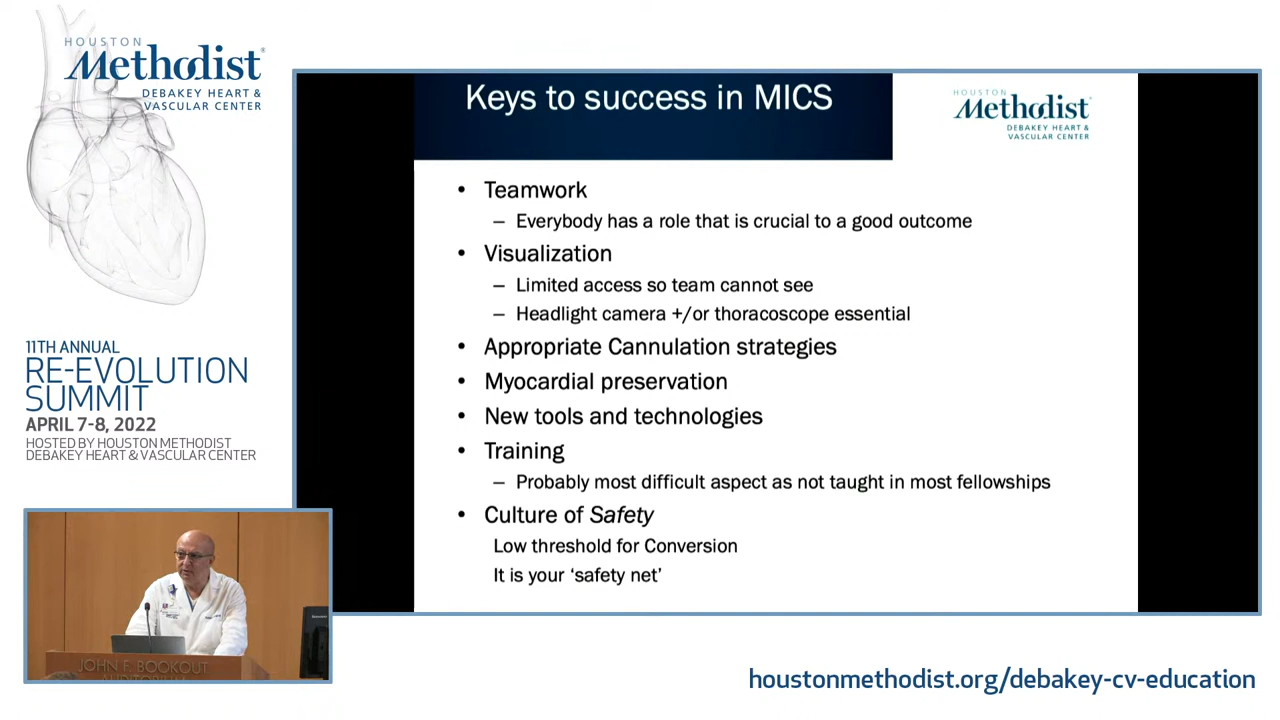 HOUSTON
Methodist
DEBAKEY HEART &
VASCULAR CENTER
11TH ANNUAL
RE-EVOLUTION
SUMMIT
APRIL 7-8, 2022
HOSTED BY HOUSTON METHODIST
DEBAKEY HEART & VASCULAR CENTER
Keys to success in MICS
HOUSTON
Methodist
DEBAKEY HEART &
VASCULAR CENTER
• Teamwork
– Everybody has a role that is crucial to a good outcome
• Visualization
– Limited access so team cannot see
– Headlight camera +/or thoracoscope essential
• Appropriate Cannulation strategies
• Myocardial preservation
• New tools and technologies
• Training
– Probably most difficult aspect as not taught in most fellowships
• Culture of Safety
Low threshold for Conversion
It is your ‘safety net’
JOHN F. BOOKOUT
AUDITORIUM
houstonmethodist.org/debakey-cv-education